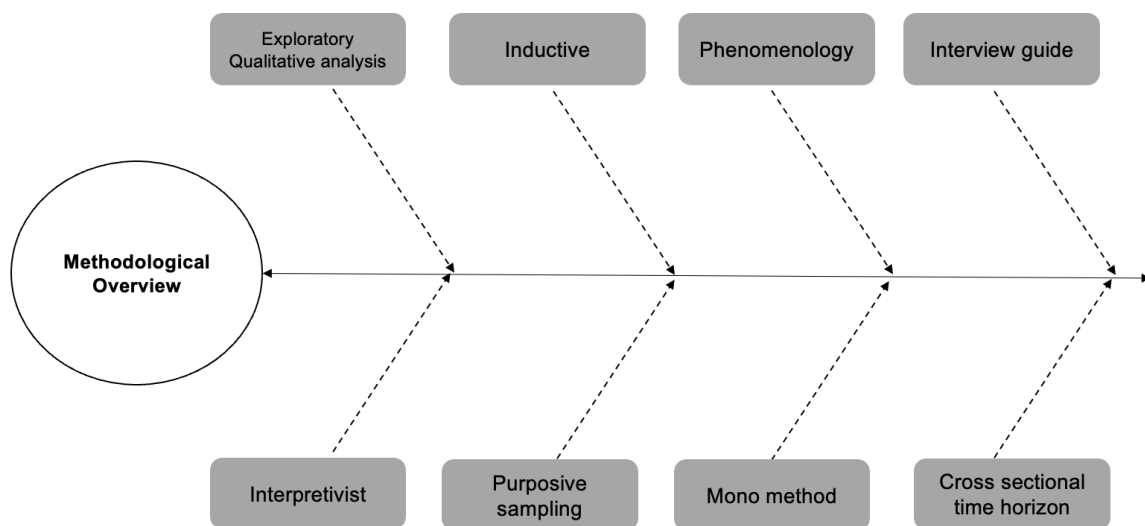 Exploratory
Qualitative analysis
Inductive
Phenomenology
Interview guide
Methodological
Overview
Interpretivist
Purposive
sampling
Mono method
Cross sectional
time horizon